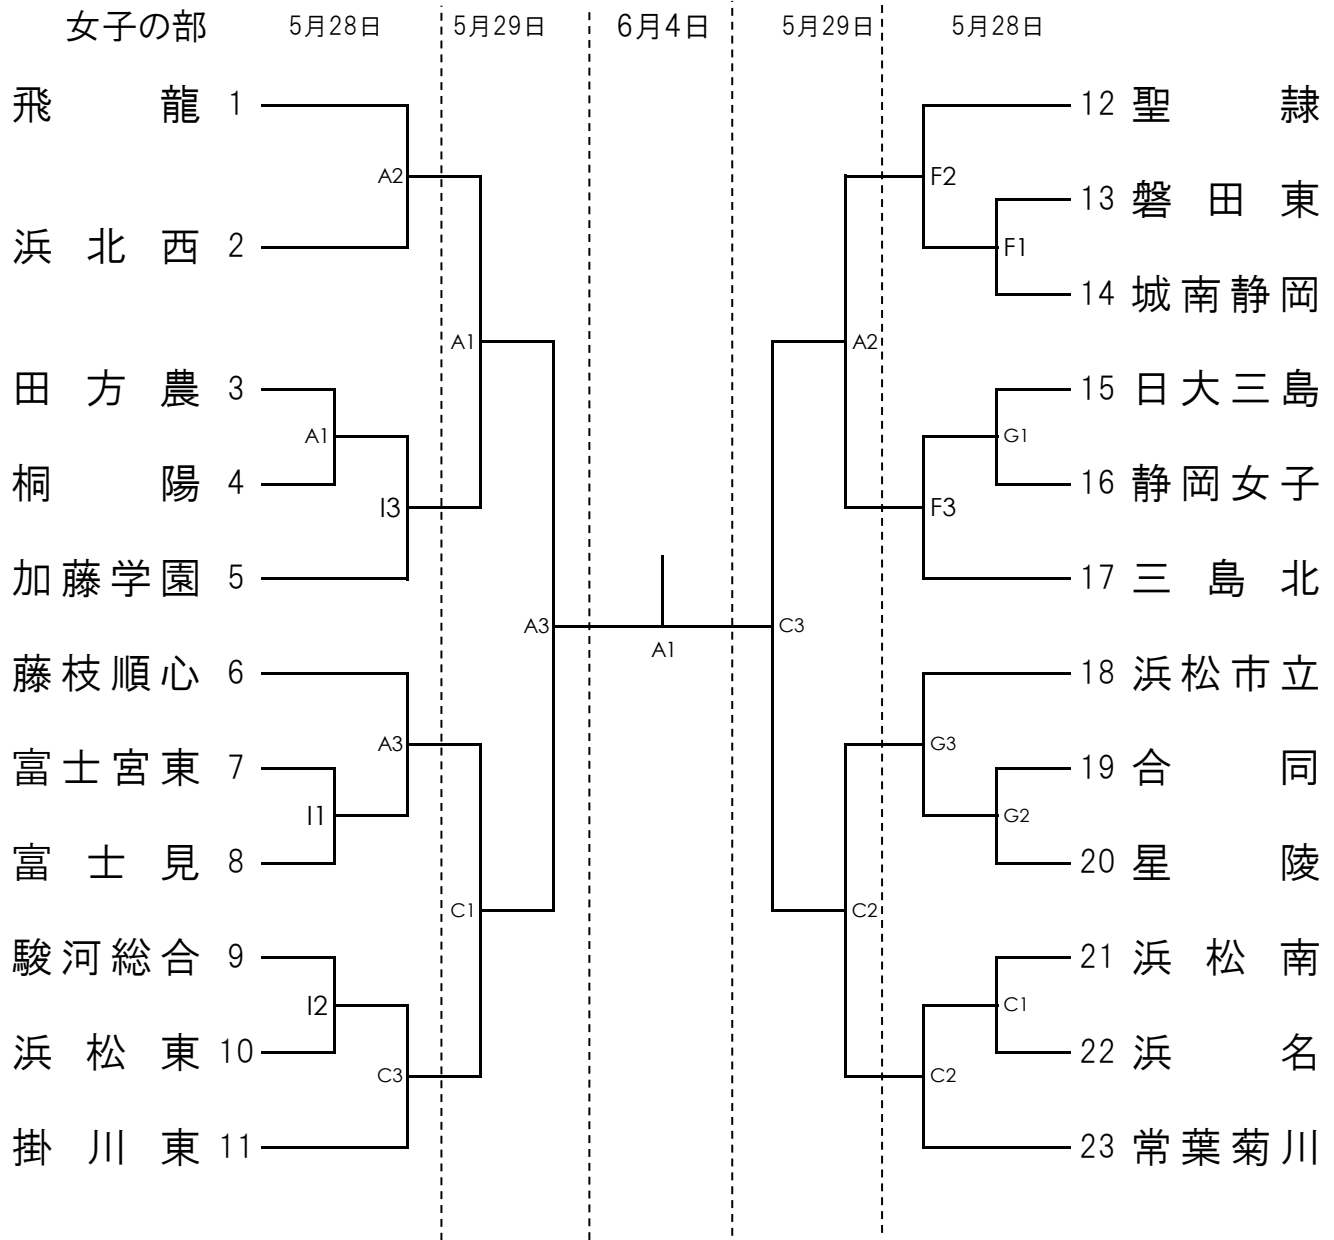 女子の部 5月28日 5月29日 6月4日 5月29日 5月28日
飛龍 1 12 聖隷
A2 F2
13 磐田東
浜北西 2 F1
14 城南静岡
A1 A2
田方農 3 15 日大三島
A1 G1
桐陽 4 16 静岡女子
I3 F3
加藤学園 5 17 三島北
A3 C3
A1
藤枝順心 6 18 浜松市立
A3 G3
富士宮東 7 19 合同
I1 G2
富士見 8 20 星陵
C1 C2
駿河総合 9 21 浜松南
I2 C1
浜松東 10 22 浜名
C3 C2
掛川東 11 23 常葉菊川